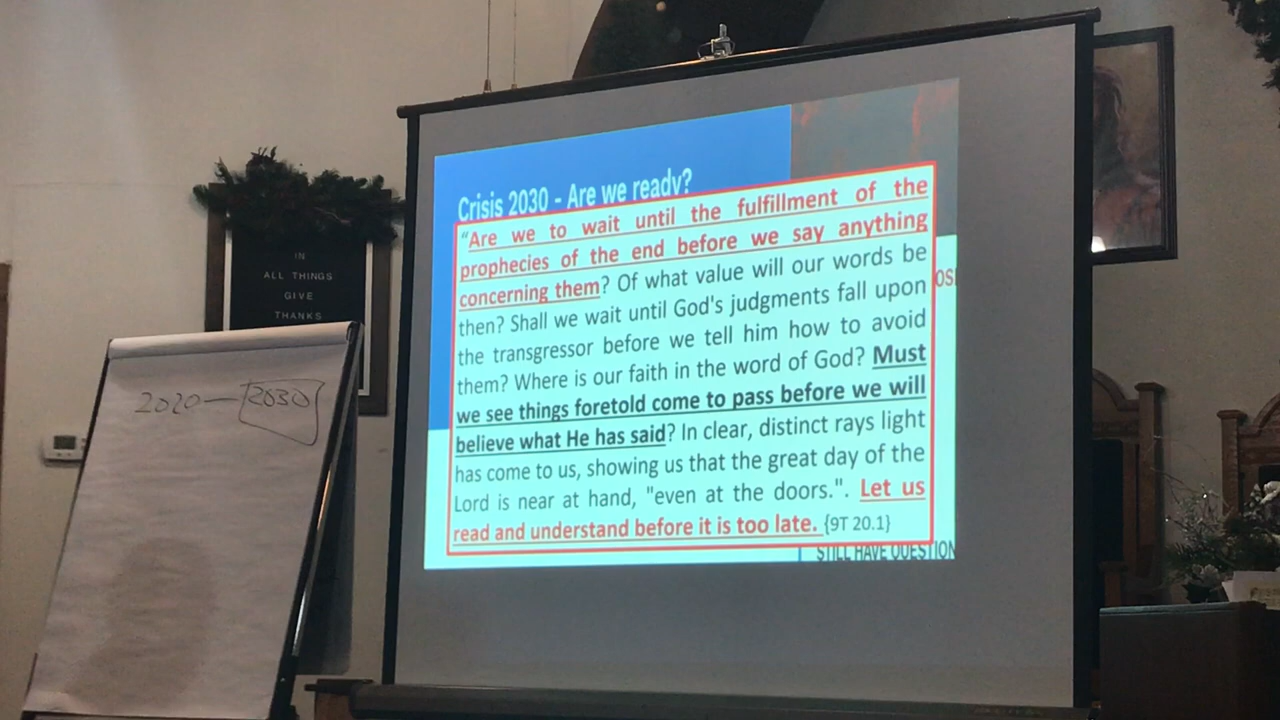 IN
ALL THINGS
GIVE
THANKS
2020 — 2030
Crisis 2030 - Are we ready?
"Are we to wait until the fulfillment of the
prophecies of the end before we say anything
concerning them? Of what value will our words be
then? Shall we wait until God's judgments fall upon
the transgressor before we tell him how to avoid
them? Where is our faith in the word of God? Must
we see things foretold come to pass before we will
believe what He has said? In clear, distinct rays light
has come to us, showing us that the great day of the
Lord is near at hand, "even at the doors.". Let us
read and understand before it is too late. {9T 20.1}
STILL HAVE QUESTION